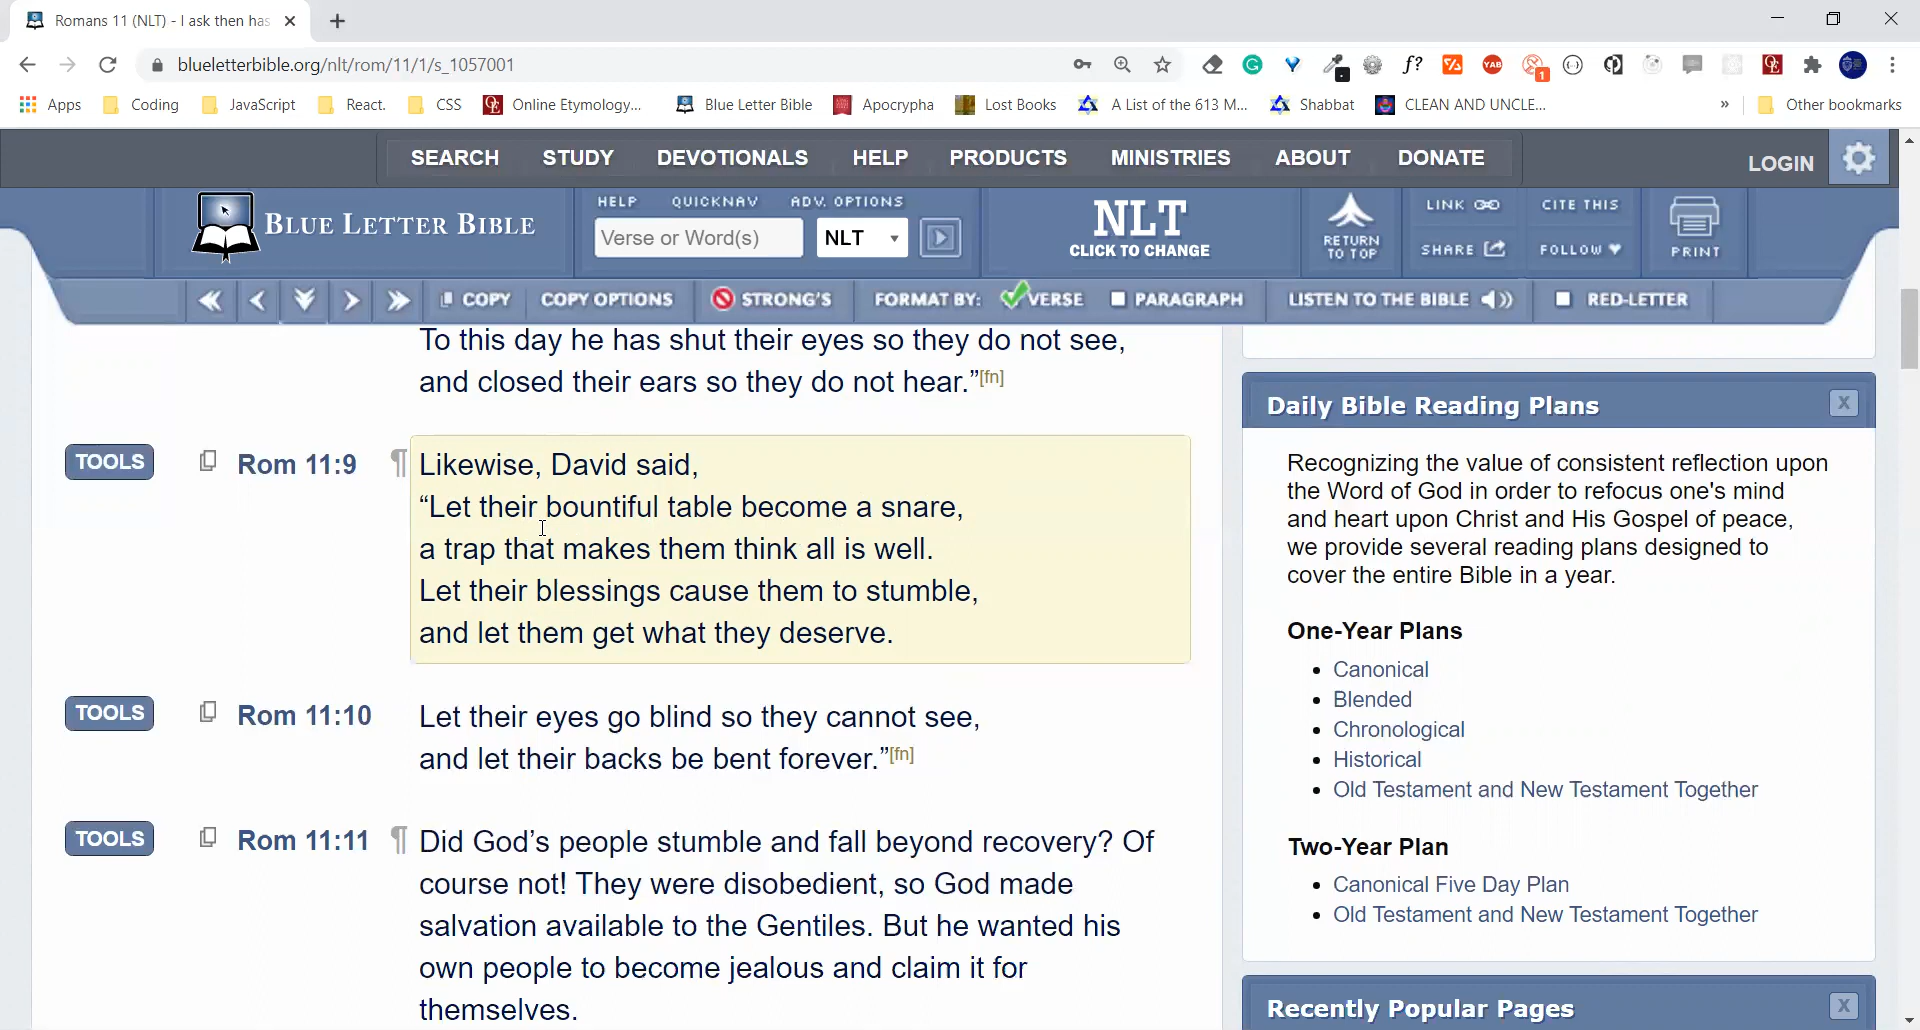 Romans 11 (NLT) - I ask then has
blueletterbible.org/nlt/rom/11/1/s_1057001
Apps Coding JavaScript React. CSS Online Etymology... Blue Letter Bible Apocrypha Lost Books A List of the 613 M... Shabbat CLEAN AND UNCLE... » Other bookmarks
SEARCH STUDY DEVOTIONALS HELP PRODUCTS MINISTRIES ABOUT DONATE LOGIN
HELP QUICKNAV ADV. OPTIONS
BLUE LETTER BIBLE
Verse or Word(s) NLT
NLT
CLICK TO CHANGE
RETURN
TO TOP
LINK CITE THIS
SHARE FOLLOW
PRINT
COPY COPY OPTIONS STRONG'S FORMAT BY: VERSE PARAGRAPH LISTEN TO THE BIBLE RED-LETTER
To this day he has shut their eyes so they do not see,
and closed their ears so they do not hear.”[fn]
TOOLS Rom 11:9 ¶ Likewise, David said,
“Let their bountiful table become a snare,
a trap that makes them think all is well.
Let their blessings cause them to stumble,
and let them get what they deserve.
TOOLS Rom 11:10 Let their eyes go blind so they cannot see,
and let their backs be bent forever.”[fn]
TOOLS Rom 11:11 ¶ Did God’s people stumble and fall beyond recovery? Of
course not! They were disobedient, so God made
salvation available to the Gentiles. But he wanted his
own people to become jealous and claim it for
themselves.
Daily Bible Reading Plans X
Recognizing the value of consistent reflection upon
the Word of God in order to refocus one's mind
and heart upon Christ and His Gospel of peace,
we provide several reading plans designed to
cover the entire Bible in a year.
One-Year Plans
Canonical
Blended
Chronological
Historical
Old Testament and New Testament Together
Two-Year Plan
Canonical Five Day Plan
Old Testament and New Testament Together
Recently Popular Pages X